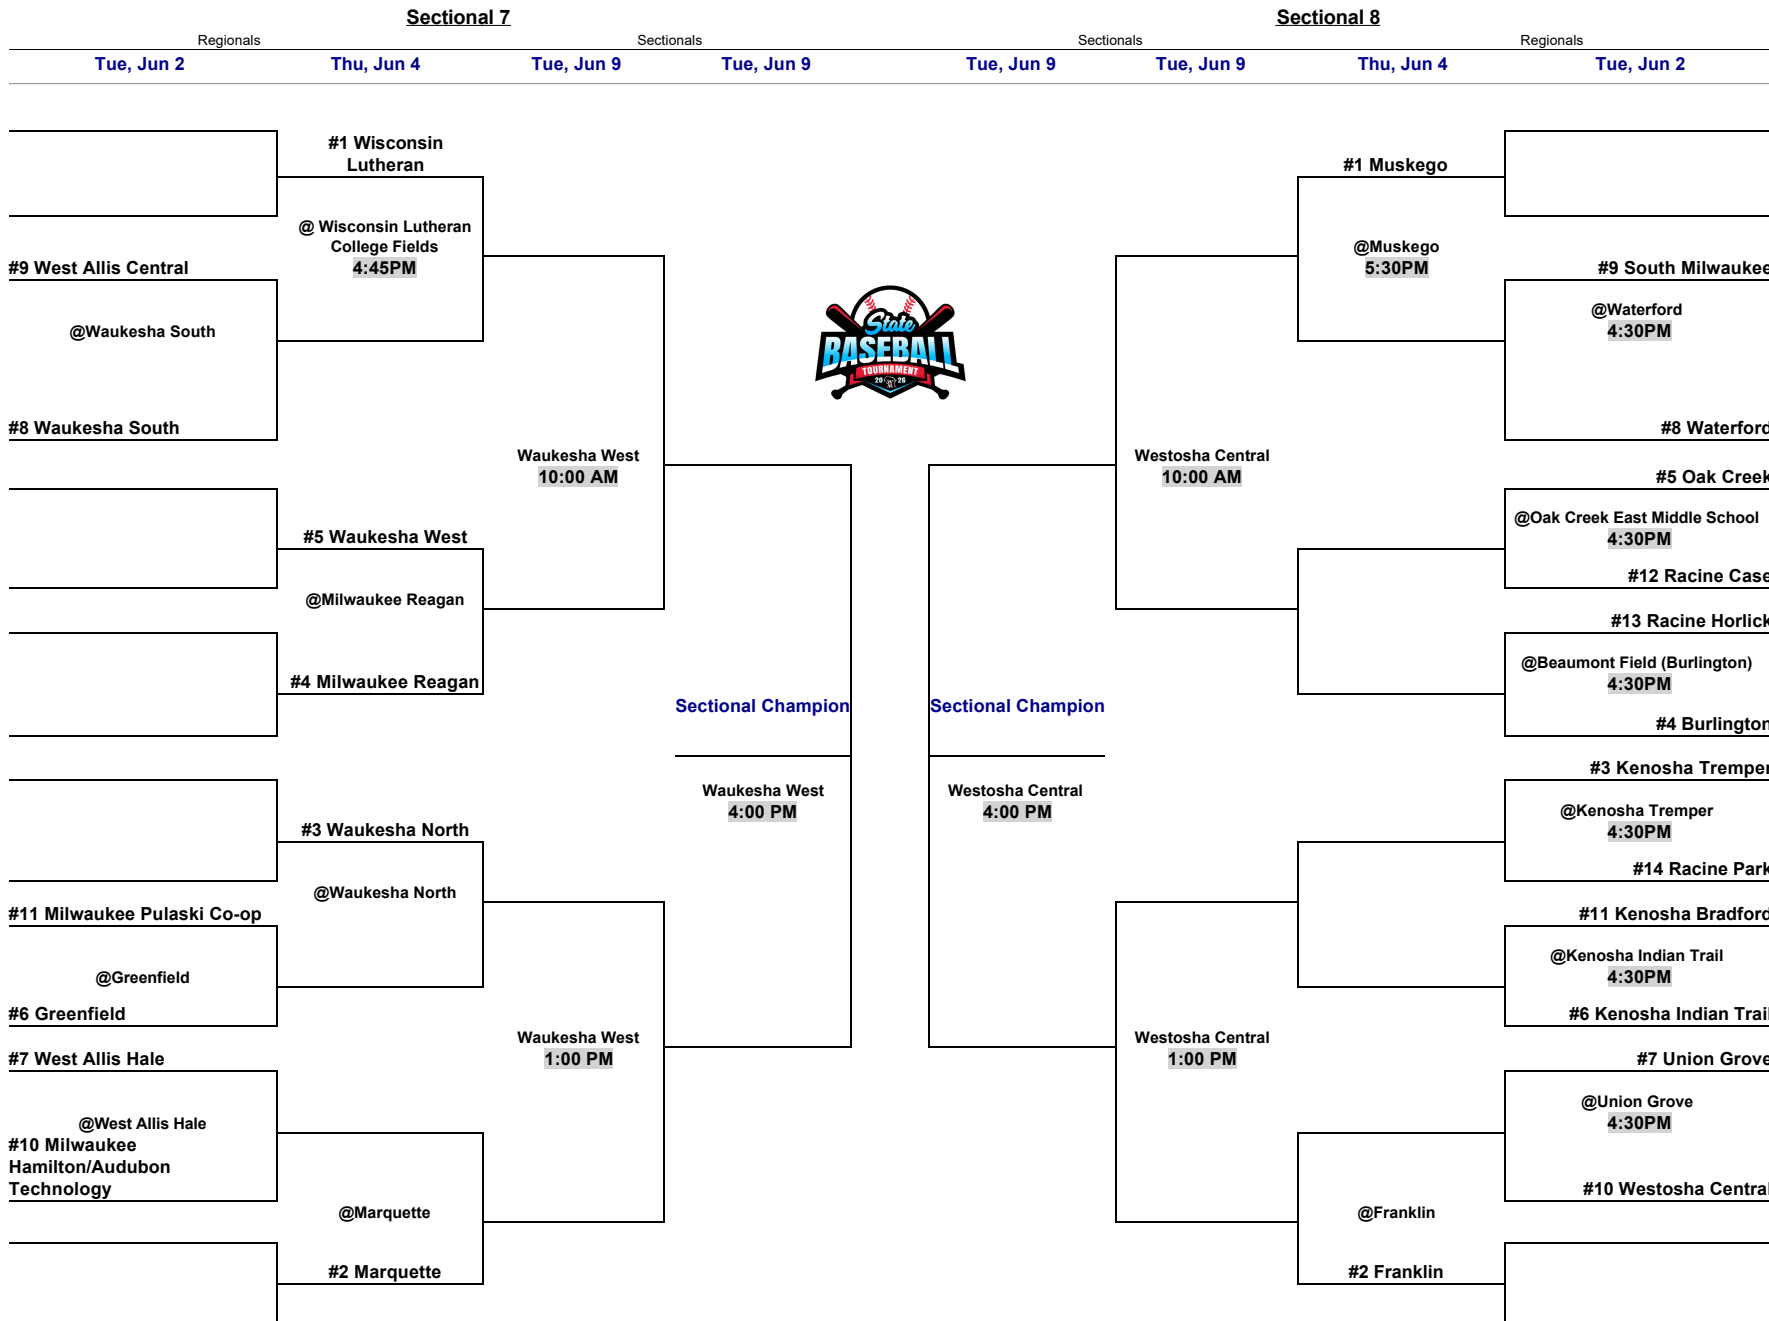 Sectional 7
Sectional 8
Regionals
Sectionals
Sectionals
Regionals
Tue, Jun 2
Thu, Jun 4
Tue, Jun 9
Tue, Jun 9
Tue, Jun 9
Tue, Jun 9
Thu, Jun 4
Tue, Jun 2
#1 Wisconsin
Lutheran
@ Wisconsin Lutheran
College Fields
4:45PM
#9 West Allis Central
@Waukesha South
#8 Waukesha South
Waukesha West
10:00 AM
#5 Waukesha West
@Milwaukee Reagan
#4 Milwaukee Reagan
Sectional Champion
Waukesha West
4:00 PM
#3 Waukesha North
@Waukesha North
#11 Milwaukee Pulaski Co-op
@Greenfield
#6 Greenfield
Waukesha West
1:00 PM
#7 West Allis Hale
@West Allis Hale
#10 Milwaukee
Hamilton/Audubon
Technology
@Marquette
#2 Marquette
State
BASEBALL
TOURNAMENT
20 26
#1 Muskego
@Muskego
5:30PM
#9 South Milwaukee
@Waterford
4:30PM
#8 Waterford
Westosha Central
10:00 AM
#5 Oak Creek
@Oak Creek East Middle School
4:30PM
#12 Racine Case
#13 Racine Horlick
@Beaumont Field (Burlington)
4:30PM
#4 Burlington
Sectional Champion
Westosha Central
4:00 PM
#3 Kenosha Tremper
@Kenosha Tremper
4:30PM
#14 Racine Park
#11 Kenosha Bradford
@Kenosha Indian Trail
4:30PM
#6 Kenosha Indian Trail
Westosha Central
1:00 PM
#7 Union Grove
@Union Grove
4:30PM
#10 Westosha Central
@Franklin
#2 Franklin